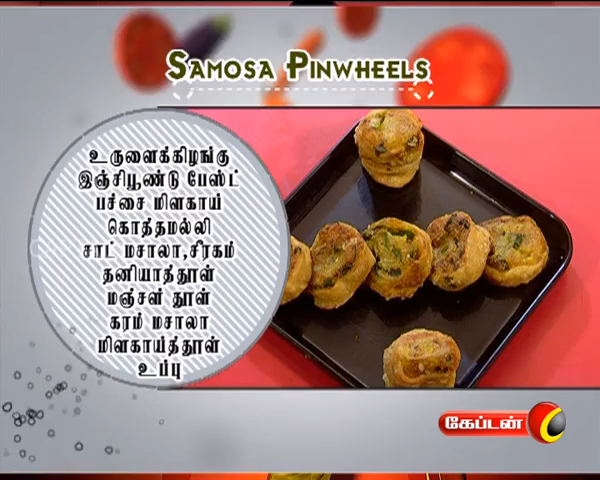 SAMOSA PINWHEELS
உருளைக்கிழங்கு
இஞ்சிபூண்டு பேஸ்ட்
பச்சை மிளகாய்
கொத்தமல்லி
சாட் மசாலா,சீரகம்
தனியாத்தூள்
மஞ்சள் தூள்
கரம் மசாலா
மிளகாய்த்தூள்
உப்பு
கேப்டன்